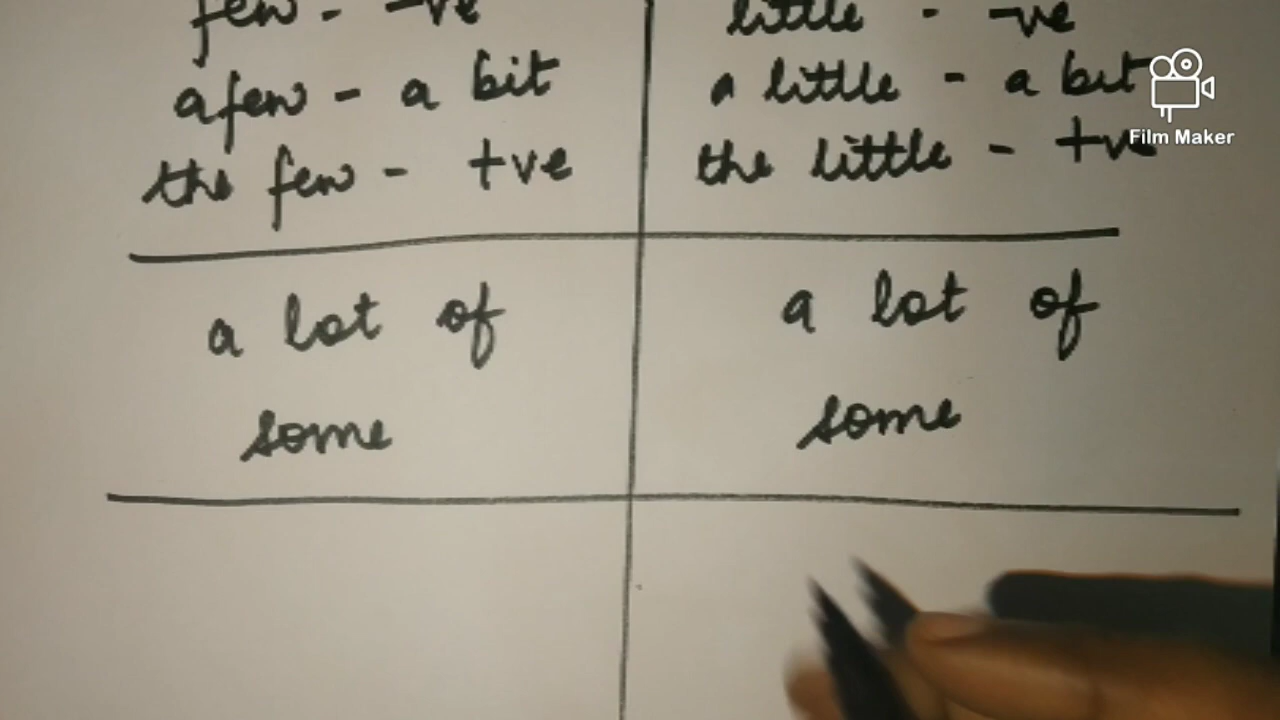 few - -ve
little - -ve
a few - a bit
a little - a bit
the few - +ve
the little - +ve
Film Maker
a lot of
a lot of
some
some